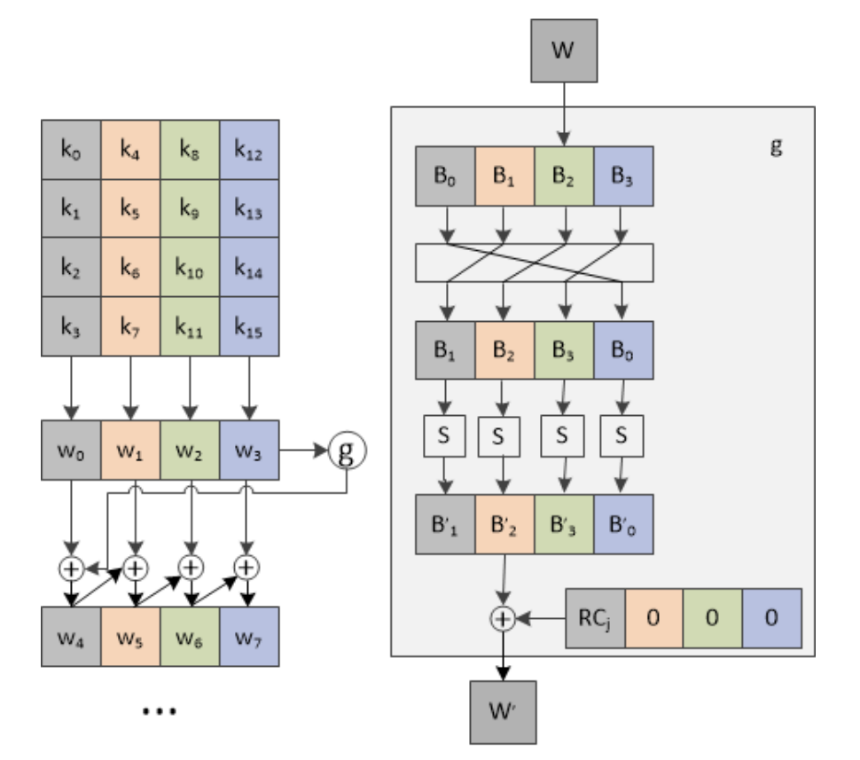 k₀ k₄ k₈ k₁₂
k₁ k₅ k₉ k₁₃
k₂ k₆ k₁₀ k₁₄
k₃ k₇ k₁₁ k₁₅
w₀ w₁ w₂ w₃ g
+ + + +
w₄ w₅ w₆ w₇
...
W
g
B₀ B₁ B₂ B₃
B₁ B₂ B₃ B₀
S S S S
B'₁ B'₂ B'₃ B'₀
+ RCⱼ 0 0 0
W'